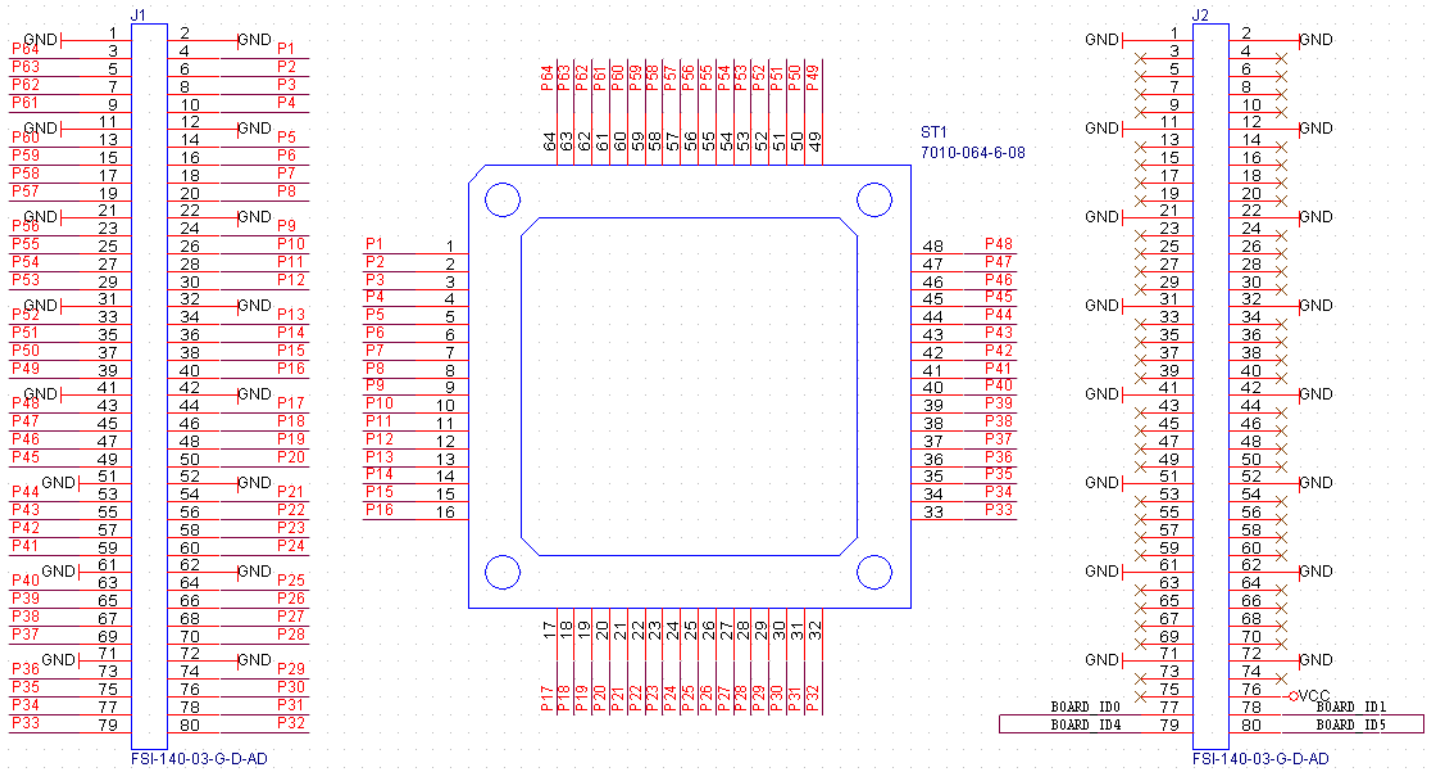 J1
GND 1 2 GND
P64 3 4 P1
P63 5 6 P2
P62 7 8 P3
P61 9 10 P4
GND 11 12 GND
P60 13 14 P5
P59 15 16 P6
P58 17 18 P7
P57 19 20 P8
GND 21 22 GND
P56 23 24 P9
P55 25 26 P10
P54 27 28 P11
P53 29 30 P12
GND 31 32 GND
P52 33 34 P13
P51 35 36 P14
P50 37 38 P15
P49 39 40 P16
GND 41 42 GND
P48 43 44 P17
P47 45 46 P18
P46 47 48 P19
P45 49 50 P20
GND 51 52 GND
P44 53 54 P21
P43 55 56 P22
P42 57 58 P23
P41 59 60 P24
GND 61 62 GND
P40 63 64 P25
P39 65 66 P26
P38 67 68 P27
P37 69 70 P28
GND 71 72 GND
P36 73 74 P29
P35 75 76 P30
P34 77 78 P31
P33 79 80 P32
FSI-140-03-G-D-AD
P64 P63 P62 P61 P60 P59 P58 P57 P56 P55 P54 P53 P52 P51 P50 P49
64 63 62 61 60 59 58 57 56 55 54 53 52 51 50 49
ST1
7010-064-6-08
P1 1 48 P48
P2 2 47 P47
P3 3 46 P46
P4 4 45 P45
P5 5 44 P44
P6 6 43 P43
P7 7 42 P42
P8 8 41 P41
P9 9 40 P40
P10 10 39 P39
P11 11 38 P38
P12 12 37 P37
P13 13 36 P36
P14 14 35 P35
P15 15 34 P34
P16 16 33 P33
17 18 19 20 21 22 23 24 25 26 27 28 29 30 31 32
P17 P18 P19 P20 P21 P22 P23 P24 P25 P26 P27 P28 P29 P30 P31 P32
J2
GND 1 2 GND
3 4
5 6
7 8
9 10
GND 11 12 GND
13 14
15 16
17 18
19 20
GND 21 22 GND
23 24
25 26
27 28
29 30
GND 31 32 GND
33 34
35 36
37 38
39 40
GND 41 42 GND
43 44
45 46
47 48
49 50
GND 51 52 GND
53 54
55 56
57 58
59 60
GND 61 62 GND
63 64
65 66
67 68
69 70
GND 71 72 GND
73 74
75 76 VCC
BOARD ID0 77 78 BOARD ID1
BOARD ID4 79 80 BOARD ID5
FSI-140-03-G-D-AD